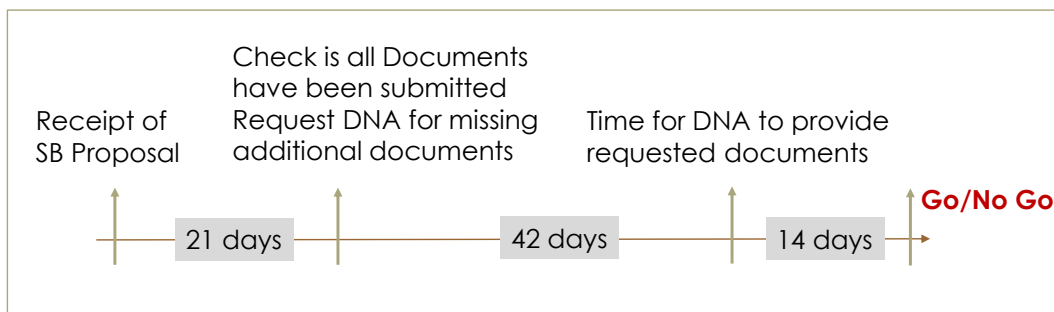 Receipt of
SB Proposal
Check is all Documents
have been submitted
Request DNA for missing
additional documents
Time for DNA to provide
requested documents
Go/No Go
21 days
42 days
14 days